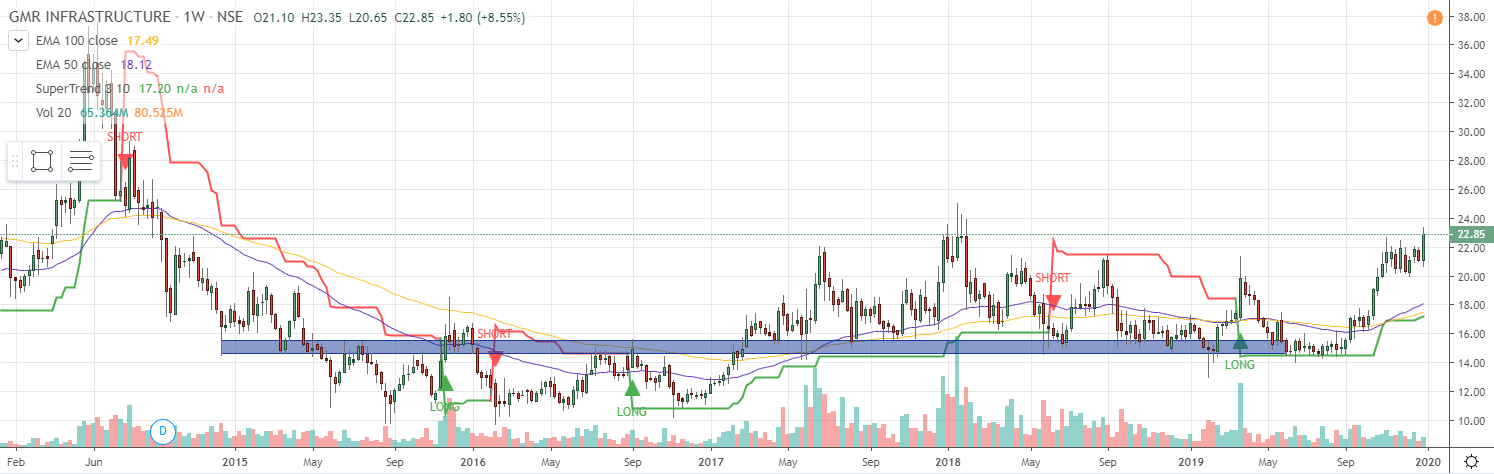 GMR INFRASTRUCTURE · 1W · NSE O21.10 H23.35 L20.65 C22.85 +1.80 (+8.55%)
EMA 100 close 17.49
EMA 50 close 18.12
SuperTrend 3 10 17.20 n/a n/a
Vol 20 65.364M 80.525M
SHORT
SHORT
SHORT
LONG
LONG
LONG
D
!
38.00
36.00
34.00
32.00
30.00
28.00
26.00
24.00
22.85
22.00
20.00
18.00
16.00
14.00
12.00
10.00
Feb Jun 2015 May Sep 2016 May Sep 2017 May Sep 2018 May Sep 2019 May Sep 2020